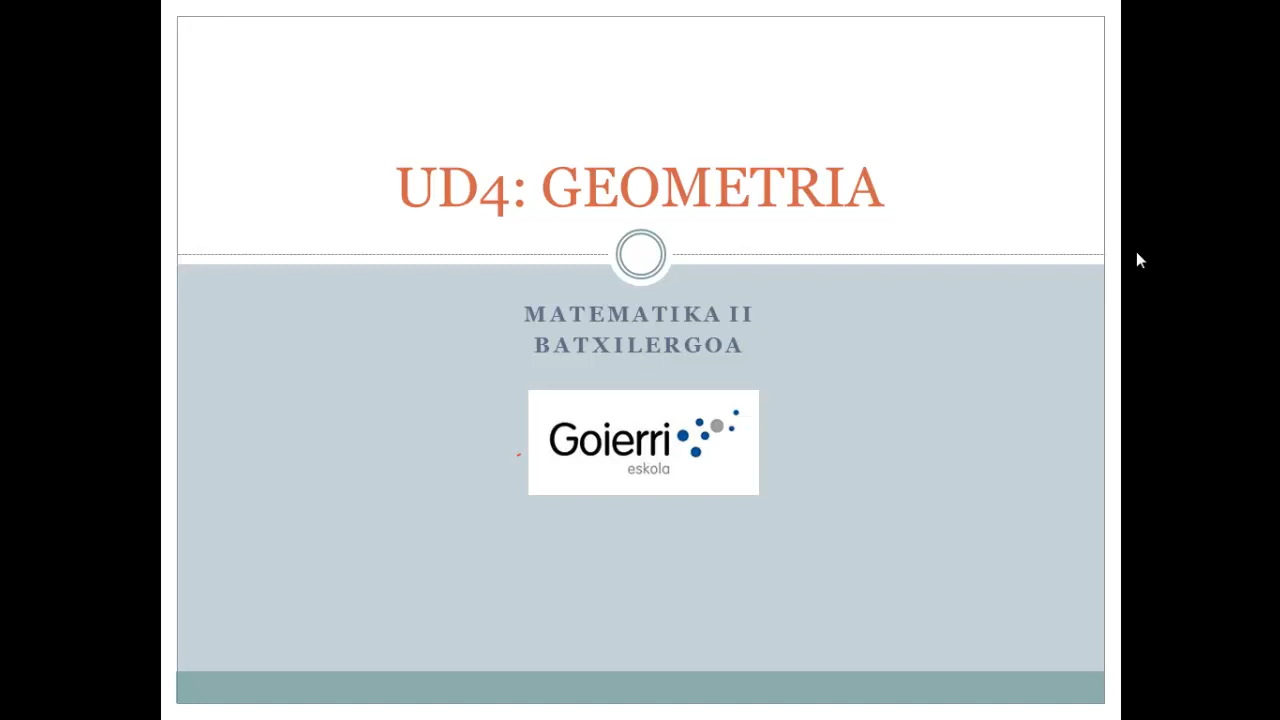 UD4: GEOMETRIA
MATEMATIKA II
BATXILERGOA
Goierri
eskola